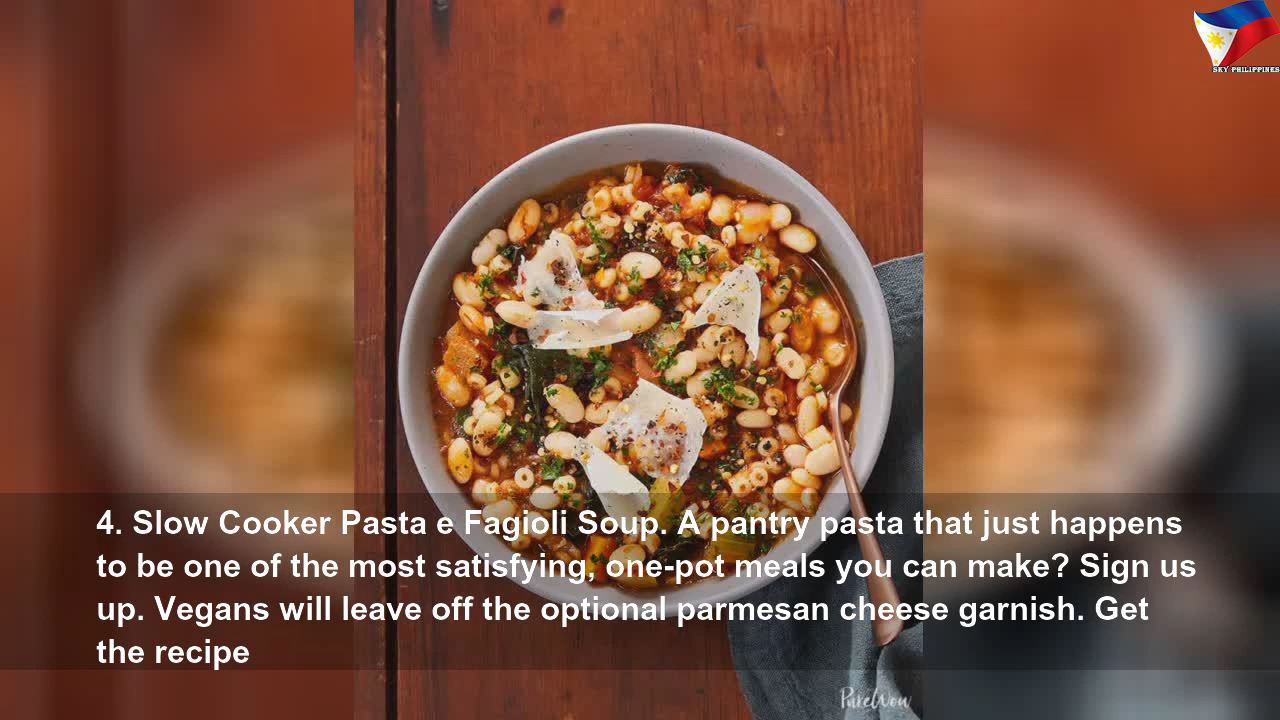 SKY PHILIPPINES
4. Slow Cooker Pasta e Fagioli Soup. A pantry pasta that just happens
to be one of the most satisfying, one-pot meals you can make? Sign us
up. Vegans will leave off the optional parmesan cheese garnish. Get
the recipe
PureWow